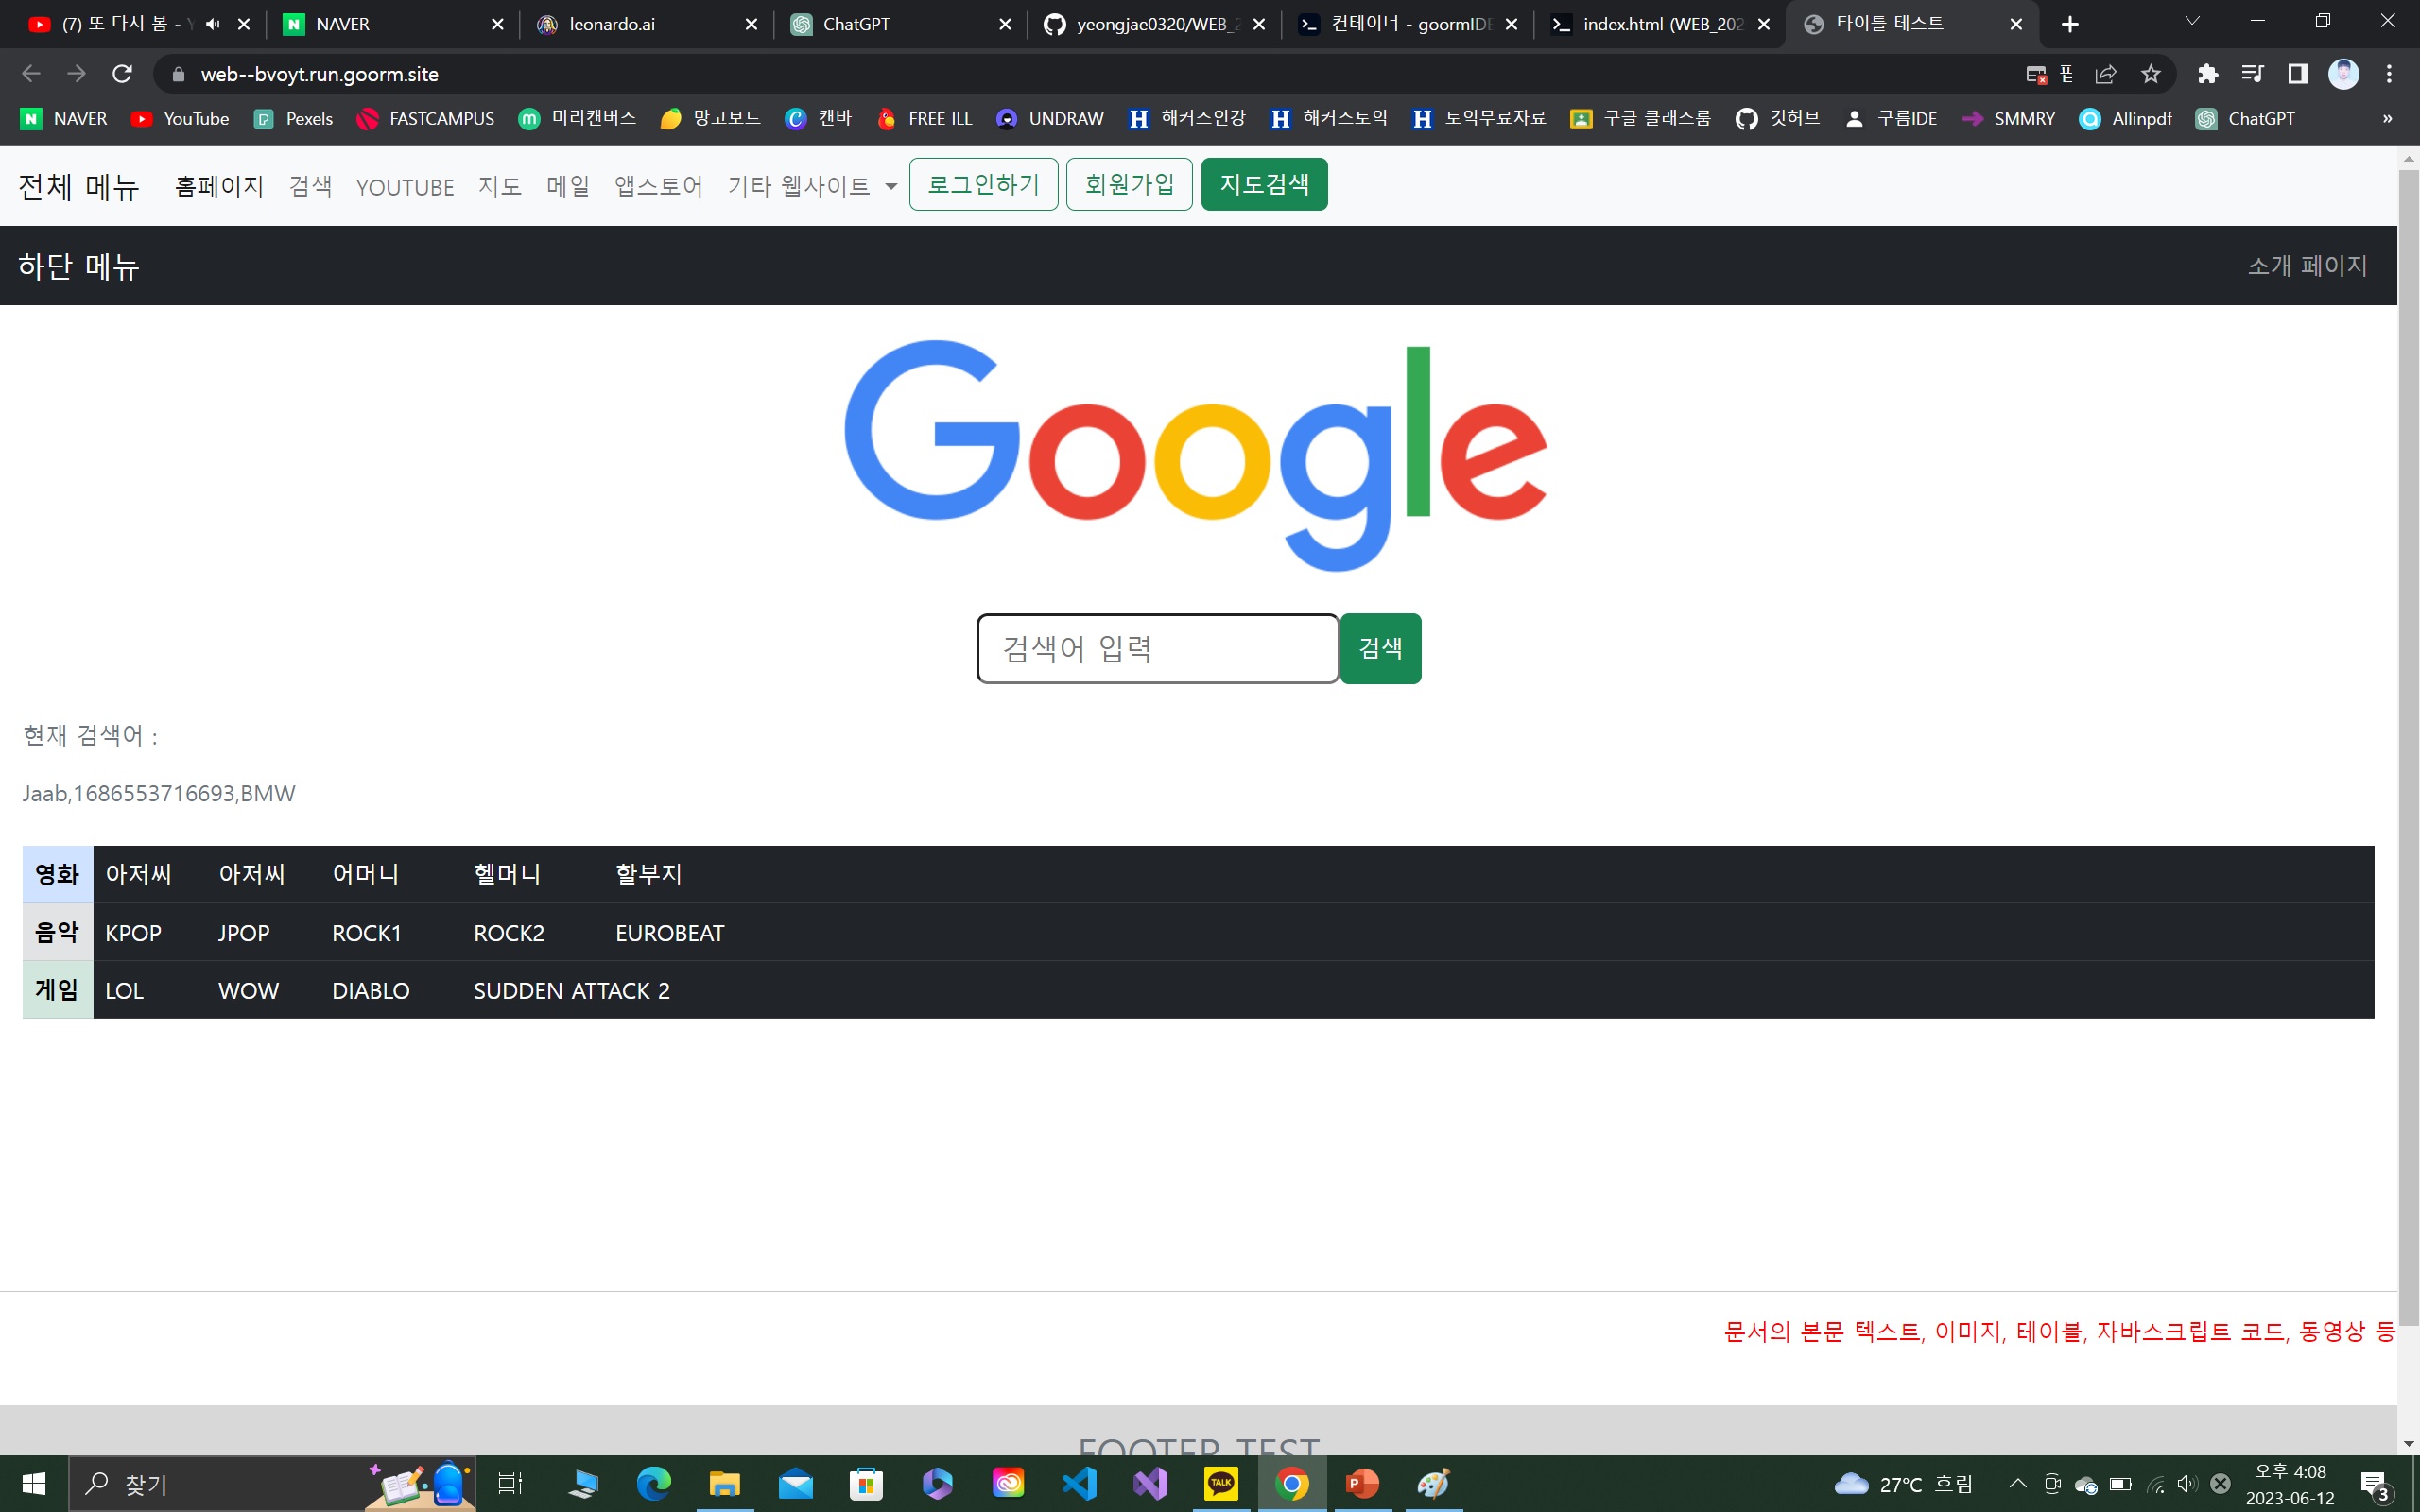 (7) 또 다시 봄 - Y
NAVER
leonardo.ai
ChatGPT
yeongjae0320/WEB_2
컨테이너 - goormIDE
index.html (WEB_202
타이틀 테스트
web--bvoyt.run.goorm.site
NAVER YouTube Pexels FASTCAMPUS 미리캔버스 망고보드 캔바 FREE ILL UNDRAW 해커스인강 해커스토익 토익무료자료 구글 클래스룸 깃허브 구름IDE SMMRY Allinpdf ChatGPT »
전체 메뉴 홈페이지 검색 YOUTUBE 지도 메일 앱스토어 기타 웹사이트 로그인하기 회원가입 지도검색
하단 메뉴 소개 페이지
Google
검색어 입력 검색
현재 검색어 :
Jaab,1686553716693,BMW
영화 아저씨 아저씨 어머니 헬머니 할부지
음악 KPOP JPOP ROCK1 ROCK2 EUROBEAT
게임 LOL WOW DIABLO SUDDEN ATTACK 2
문서의 본문 텍스트, 이미지, 테이블, 자바스크립트 코드, 동영상 등
FOOTER TEST
찾기
TALK
27°C 흐림
오후 4:08
2023-06-12
3